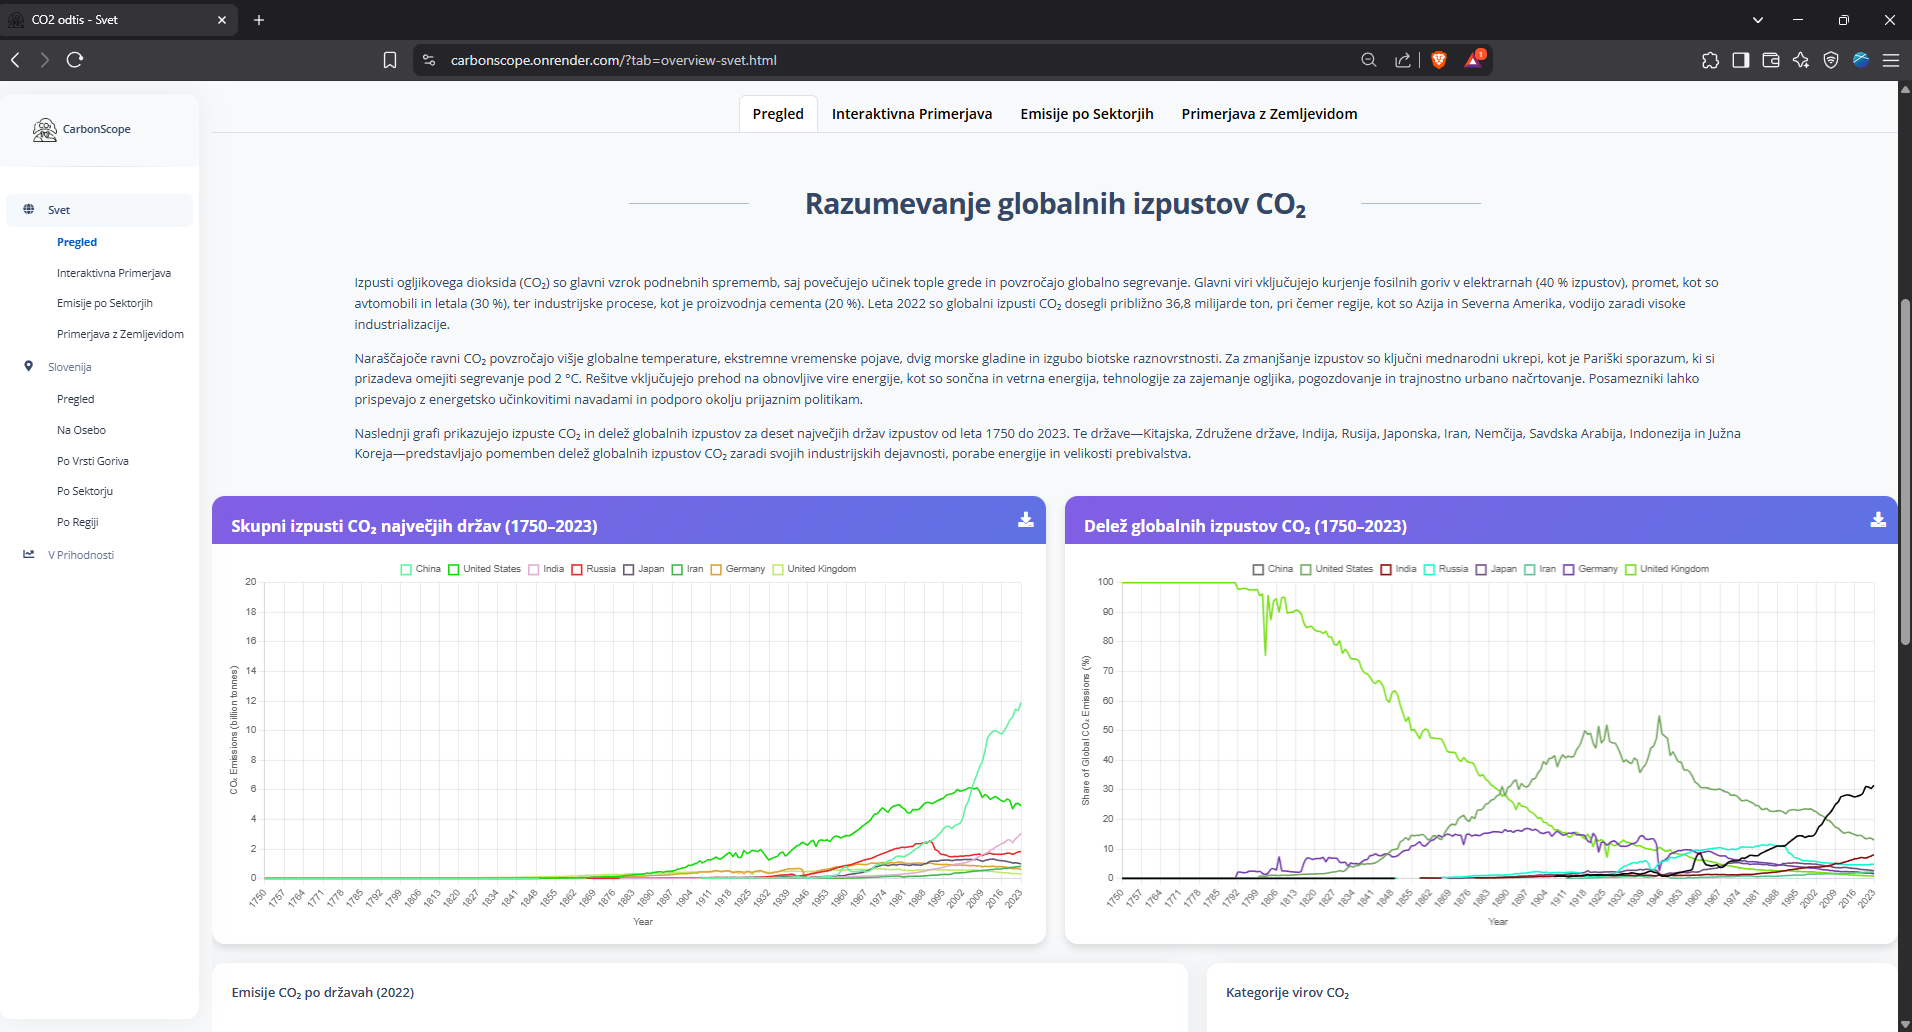 CO2 odtis - Svet
carbonscope.onrender.com/?tab=overview-svet.html
1
CarbonScope
Svet
Pregled
Interaktivna Primerjava
Emisije po Sektorjih
Primerjava z Zemljevidom
Slovenija
Pregled
Na Osebo
Po Vrsti Goriva
Po Sektorju
Po Regiji
V Prihodnosti
Pregled Interaktivna Primerjava Emisije po Sektorjih Primerjava z Zemljevidom
Razumevanje globalnih izpustov CO₂
Izpusti ogljikovega dioksida (CO₂) so glavni vzrok podnebnih sprememb, saj povečujejo učinek tople grede in povzročajo globalno segrevanje. Glavni viri vključujejo kurjenje fosilnih goriv v elektrarnah (40 % izpustov), promet, kot so
avtomobili in letala (30 %), ter industrijske procese, kot je proizvodnja cementa (20 %). Leta 2022 so globalni izpusti CO₂ dosegli približno 36,8 milijarde ton, pri čemer regije, kot so Azija in Severna Amerika, vodijo zaradi visoke
industrializacije.
Naraščajoče ravni CO₂ povzročajo višje globalne temperature, ekstremne vremenske pojave, dvig morske gladine in izgubo biotske raznovrstnosti. Za zmanjšanje izpustov so ključni mednarodni ukrepi, kot je Pariški sporazum, ki si
prizadeva omejiti segrevanje pod 2 °C. Rešitve vključujejo prehod na obnovljive vire energije, kot so sončna in vetrna energija, tehnologije za zajemanje ogljika, pogozdovanje in trajnostno urbano načrtovanje. Posamezniki lahko
prispevajo z energetsko učinkovitimi navadami in podporo okolju prijaznim politikam.
Naslednji grafi prikazujejo izpuste CO₂ in delež globalnih izpustov za deset največjih držav izpustov od leta 1750 do 2023. Te države—Kitajska, Združene države, Indija, Rusija, Japonska, Iran, Nemčija, Savdska Arabija, Indonezija in Južna
Koreja—predstavljajo pomemben delež globalnih izpustov CO₂ zaradi svojih industrijskih dejavnosti, porabe energije in velikosti prebivalstva.
Skupni izpusti CO₂ največjih držav (1750–2023)
China United States India Russia Japan Iran Germany United Kingdom
CO₂ Emissions (billion tonnes)
20
18
16
14
12
10
8
6
4
2
0
1750 1757 1764 1771 1778 1785 1792 1799 1806 1813 1820 1827 1834 1841 1848 1855 1862 1869 1876 1883 1890 1897 1904 1911 1918 1925 1932 1939 1946 1953 1960 1967 1974 1981 1988 1995 2002 2009 2016 2023
Year
Delež globalnih izpustov CO₂ (1750–2023)
China United States India Russia Japan Iran Germany United Kingdom
Share of Global CO₂ Emissions (%)
100
90
80
70
60
50
40
30
20
10
0
1750 1757 1764 1771 1778 1785 1792 1799 1806 1813 1820 1827 1834 1841 1848 1855 1862 1869 1876 1883 1890 1897 1904 1911 1918 1925 1932 1939 1946 1953 1960 1967 1974 1981 1988 1995 2002 2009 2016 2023
Year
Emisije CO₂ po državah (2022)
Kategorije virov CO₂